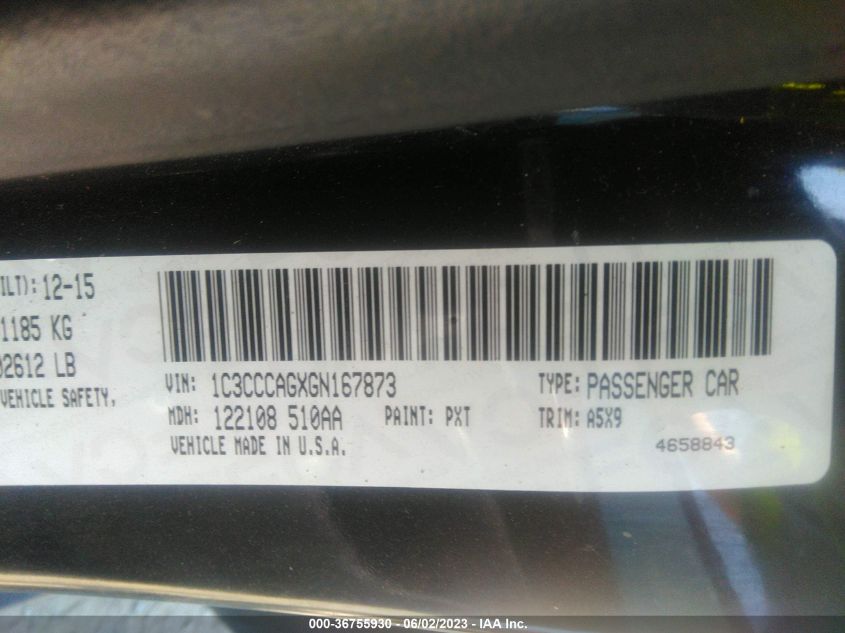 ILT): 12-15
1185 KG
02612 LB
VEHICLE SAFETY,
VIN: 1C3CCCAGXGN167873 TYPE: PASSENGER CAR
MDH: 122108 510AA PAINT: PXT TRIM: A5X9
VEHICLE MADE IN U.S.A. 4658843
000-36755930 - 06/02/2023 - IAA Inc.